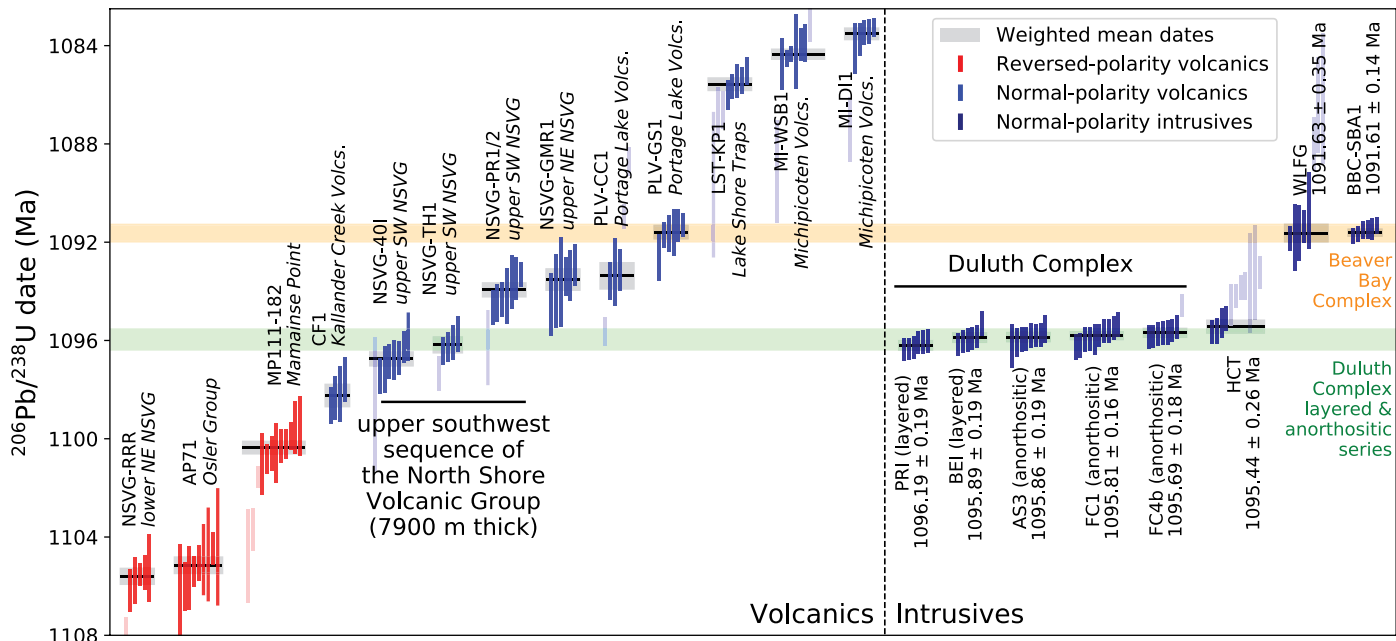 206Pb/238U date (Ma)
1084
1088
1092
1096
1100
1104
1108
NSVG-RRR
lower NE NSVG
AP71
Osler Group
MP111-182
Mamainse Point
CF1
Kallander Creek Volcs.
NSVG-40I
upper SW NSVG
NSVG-TH1
upper SW NSVG
NSVG-PR1/2
upper SW NSVG
NSVG-GMR1
upper NE NSVG
PLV-CC1
Portage Lake Volcs.
PLV-GS1
Portage Lake Volcs.
LST-KP1
Lake Shore Traps
MI-WSB1
Michipicoten Volcs.
MI-DI1
Michipicoten Volcs.
upper southwest
sequence of
the North Shore
Volcanic Group
(7900 m thick)
Volcanics
Intrusives
Weighted mean dates
Reversed-polarity volcanics
Normal-polarity volcanics
Normal-polarity intrusives
Duluth Complex
PRI (layered)
1096.19 ± 0.19 Ma
BEI (layered)
1095.89 ± 0.19 Ma
AS3 (anorthositic)
1095.86 ± 0.19 Ma
FC1 (anorthositic)
1095.81 ± 0.16 Ma
FC4b (anorthositic)
1095.69 ± 0.18 Ma
HCT
1095.44 ± 0.26 Ma
WLFG
1091.63 ± 0.35 Ma
BBC-SBA1
1091.61 ± 0.14 Ma
Beaver
Bay
Complex
Duluth
Complex
layered &
anorthositic
series